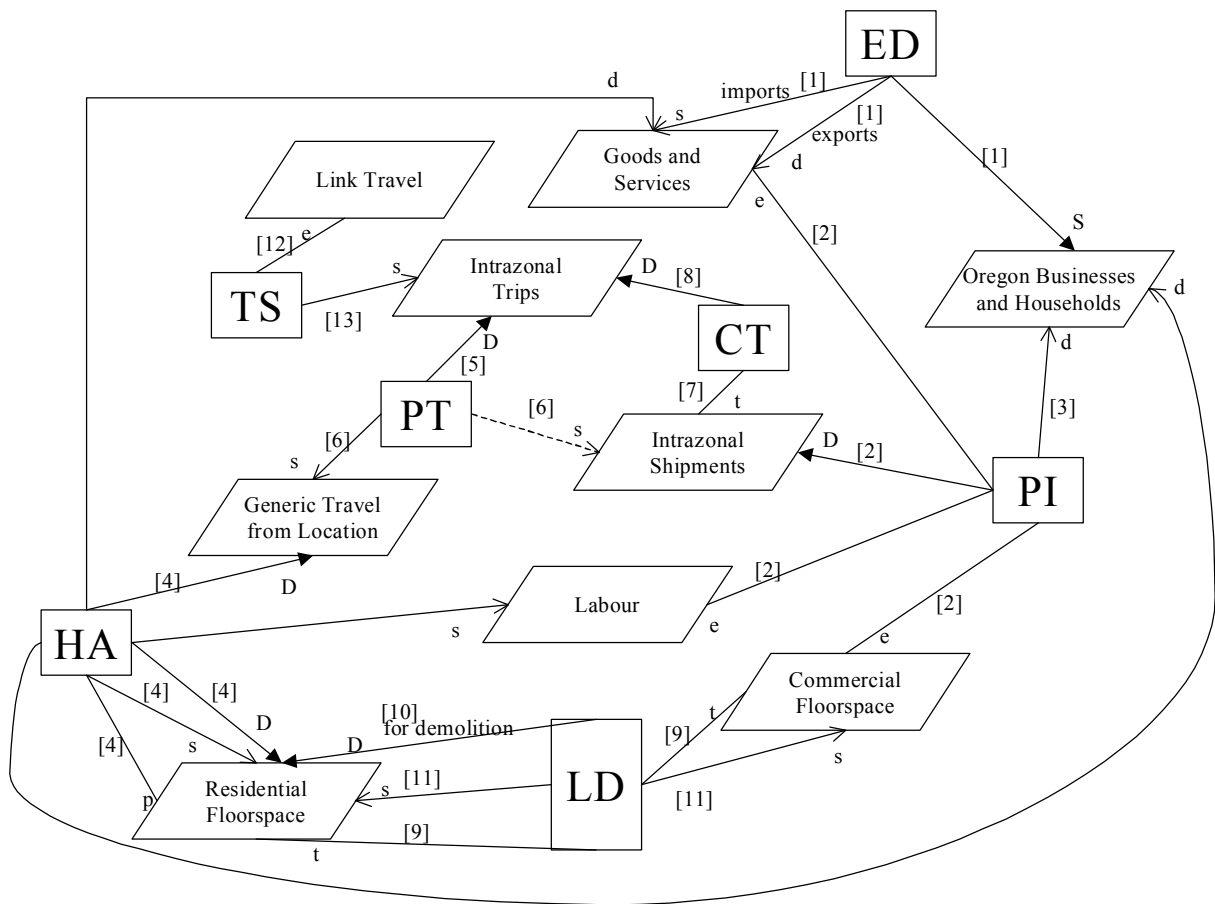 ED
d
imports
[1]
s
[1]
exports
Goods and
Services
d
e
[1]
Link Travel
[12]
e
[2]
S
TS
s
[13]
Intrazonal
Trips
D
[8]
Oregon Businesses
and Households
d
D
[5]
CT
d
PT
[6]
[6]
s
[7]
t
s
Intrazonal
Shipments
D
[2]
[3]
PI
Generic Travel
from Location
[4]
D
Labour
[2]
e
s
[2]
e
HA
[4]
[4]
D
s
[4]
p
Residential
Floorspace
[10]
for demolition
D
[11]
s
[9]
t
LD
[9]
t
Commercial
Floorspace
s
[11]